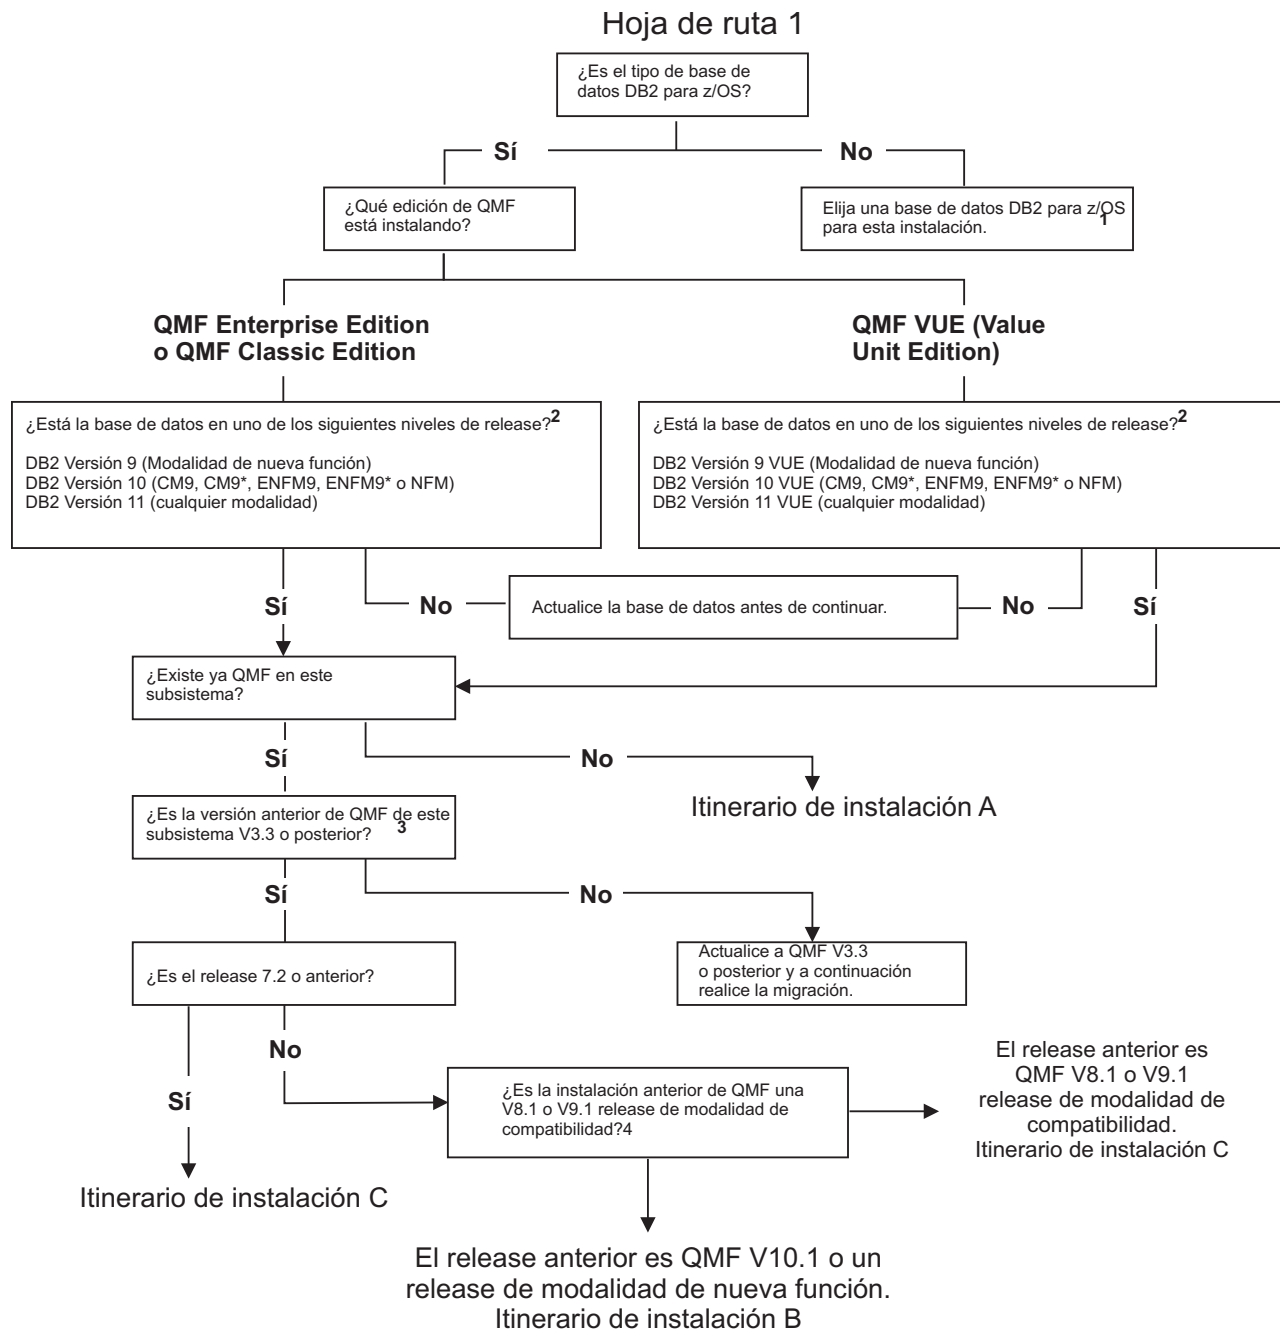 Hoja de ruta 1
¿Es el tipo de base de
datos DB2 para z/OS?
Sí
No
¿Qué edición de QMF
está instalando?
Elija una base de datos DB2 para z/OS
para esta instalación.1
QMF Enterprise Edition
o QMF Classic Edition
QMF VUE (Value
Unit Edition)
¿Está la base de datos en uno de los siguientes niveles de release?2
DB2 Versión 9 (Modalidad de nueva función)
DB2 Versión 10 (CM9, CM9*, ENFM9, ENFM9* o NFM)
DB2 Versión 11 (cualquier modalidad)
¿Está la base de datos en uno de los siguientes niveles de release?2
DB2 Versión 9 VUE (Modalidad de nueva función)
DB2 Versión 10 VUE (CM9, CM9*, ENFM9, ENFM9* o NFM)
DB2 Versión 11 VUE (cualquier modalidad)
Sí
No
Actualice la base de datos antes de continuar.
No
Sí
¿Existe ya QMF en este
subsistema?
Sí
No
Itinerario de instalación A
¿Es la versión anterior de QMF de este
subsistema V3.3 o posterior? 3
Sí
No
Actualice a QMF V3.3
o posterior y a continuación
realice la migración.
¿Es el release 7.2 o anterior?
No
Sí
¿Es la instalación anterior de QMF una
V8.1 o V9.1 release de modalidad de
compatibilidad?4
El release anterior es
QMF V8.1 o V9.1
release de modalidad de
compatibilidad.
Itinerario de instalación C
Itinerario de instalación C
El release anterior es QMF V10.1 o un
release de modalidad de nueva función.
Itinerario de instalación B